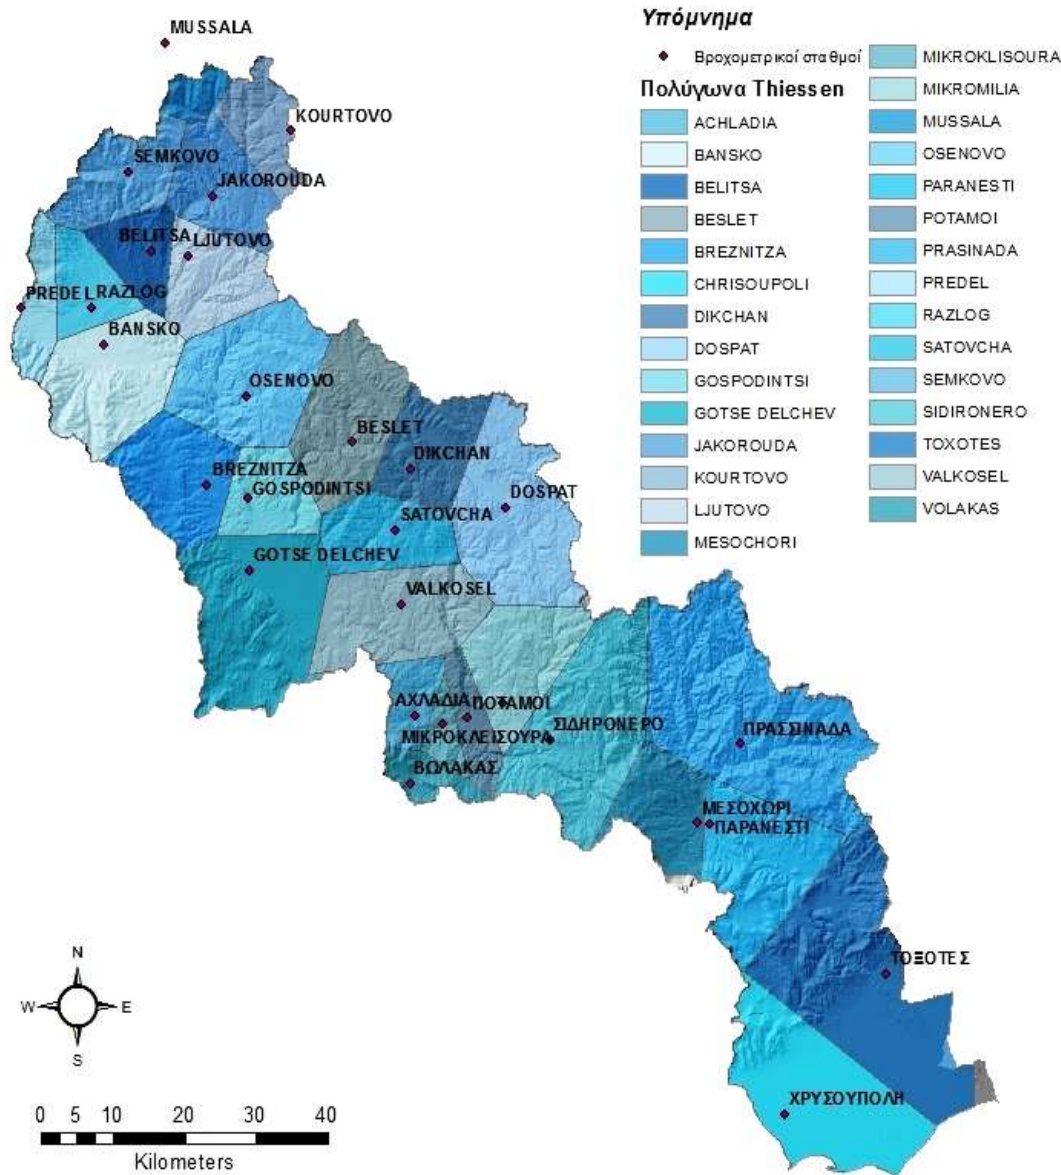 MUSSALA
KOURTOVO
SEMKOVO
JAKOROUDA
BELITSA
LJUTOVO
PREDEL
RAZLOG
BANSKO
OSENOVO
BESLET
BREZNITZA
DIKCHAN
GOSPODINTSI
DOSPAT
SATOVCHA
GOTSE DELCHEV
VALKOSEL
ΑΧΛΑΔΙΑ
ΠΟΤΑΜΟΙ
ΜΙΚΡΟΚΛΕΙΣΟΥΡΑ
ΣΙΔΗΡΟΝΕΡΟ
ΠΡΑΣΣΙΝΑΔΑ
ΒΩΛΑΚΑΣ
ΜΕΣΟΧΩΡΙ
ΠΑΡΑΝΕΣΤΙ
ΤΟΞΟΤΕΣ
ΧΡΥΣΟΥΠΟΛΗ
Υπόμνημα
Βροχομετρικοί σταθμοί
Πολύγωνα Thiessen
ACHLADIA
BANSKO
BELITSA
BESLET
BREZNITZA
CHRISOUPOLI
DIKCHAN
DOSPAT
GOSPODINTSI
GOTSE DELCHEV
JAKOROUDA
KOURTOVO
LJUTOVO
MESOCHORI
MIKROKLISOURA
MIKROMILIA
MUSSALA
OSENOVO
PARANESTI
POTAMOI
PRASINADA
PREDEL
RAZLOG
SATOVCHA
SEMKOVO
SIDIRONERO
TOXOTES
VALKOSEL
VOLAKAS
N
W E
S
0 5 10 20 30 40
Kilometers